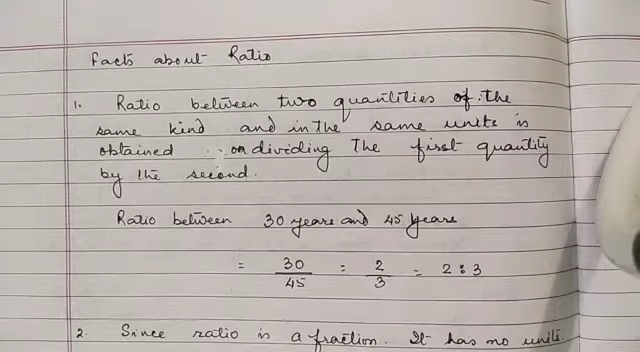 Facts about Ratio
1. Ratio between two quantities of the
same kind and in the same units is
obtained on dividing the first quantity
by the second.
Ratio between 30 years and 45 years
= 30/45 = 2/3 = 2:3
2. Since ratio is a fraction. It has no units